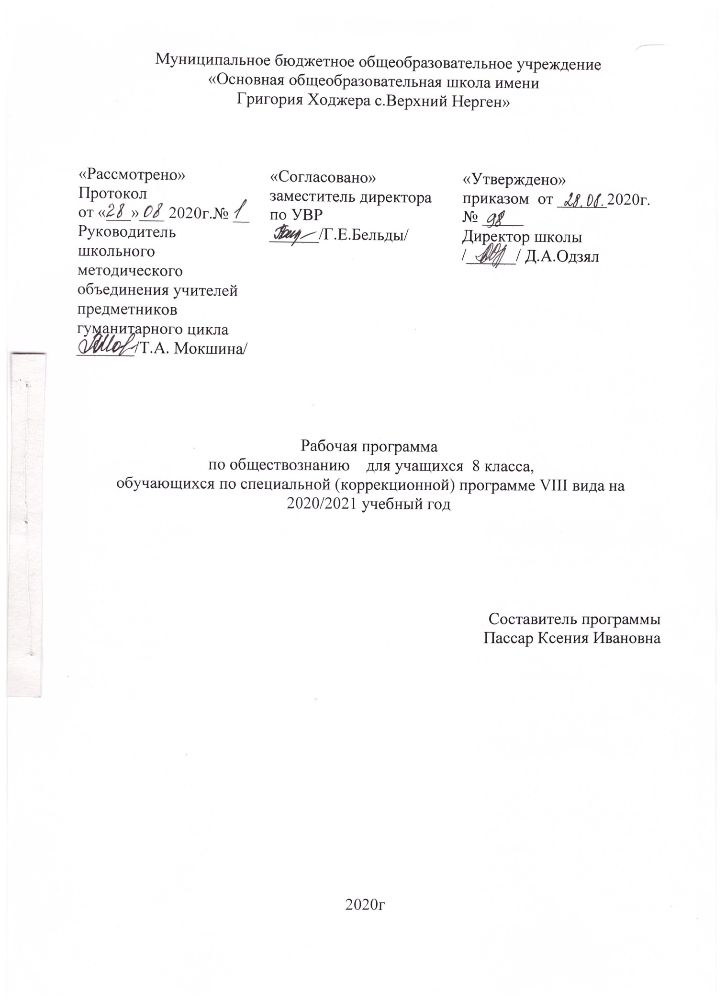 Муниципальное бюджетное общеобразовательное учреждение
«Основная общеобразовательная школа имени
Григория Ходжера с.Верхний Нерген»
«Рассмотрено»
Протокол
от «28» 08 2020г.№ 1
Руководитель
школьного
методического
объединения учителей
предметников
гуманитарного цикла
/Т.А. Мокшина/
«Согласовано»
заместитель директора
по УВР
/Г.Е.Бельды/
«Утверждено»
приказом от 28.08.2020г.
№ 98
Директор школы
/ / Д.А.Одзял
Рабочая программа
по обществознанию для учащихся 8 класса,
обучающихся по специальной (коррекционной) программе VIII вида на
2020/2021 учебный год
Составитель программы
Пассар Ксения Ивановна
2020г